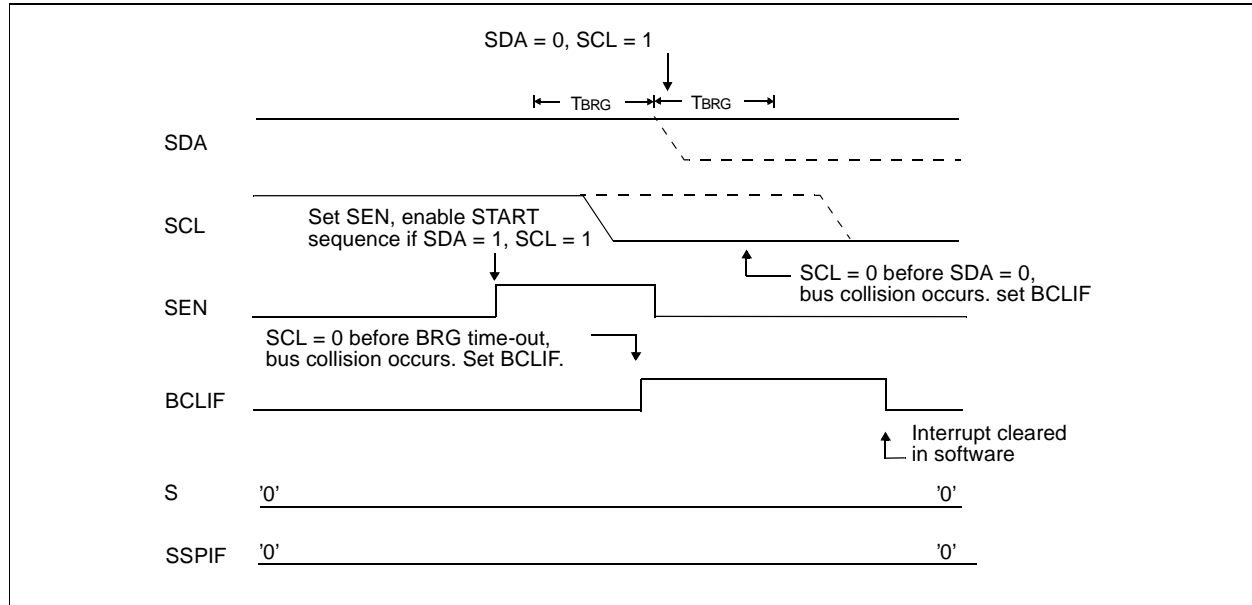 SDA = 0, SCL = 1
TBRG TBRG
SDA
SCL
Set SEN, enable START
sequence if SDA = 1, SCL = 1
SCL = 0 before SDA = 0,
bus collision occurs. set BCLIF
SEN
SCL = 0 before BRG time-out,
bus collision occurs. Set BCLIF.
BCLIF
Interrupt cleared
in software
S
'0' '0'
SSPIF
'0' '0'